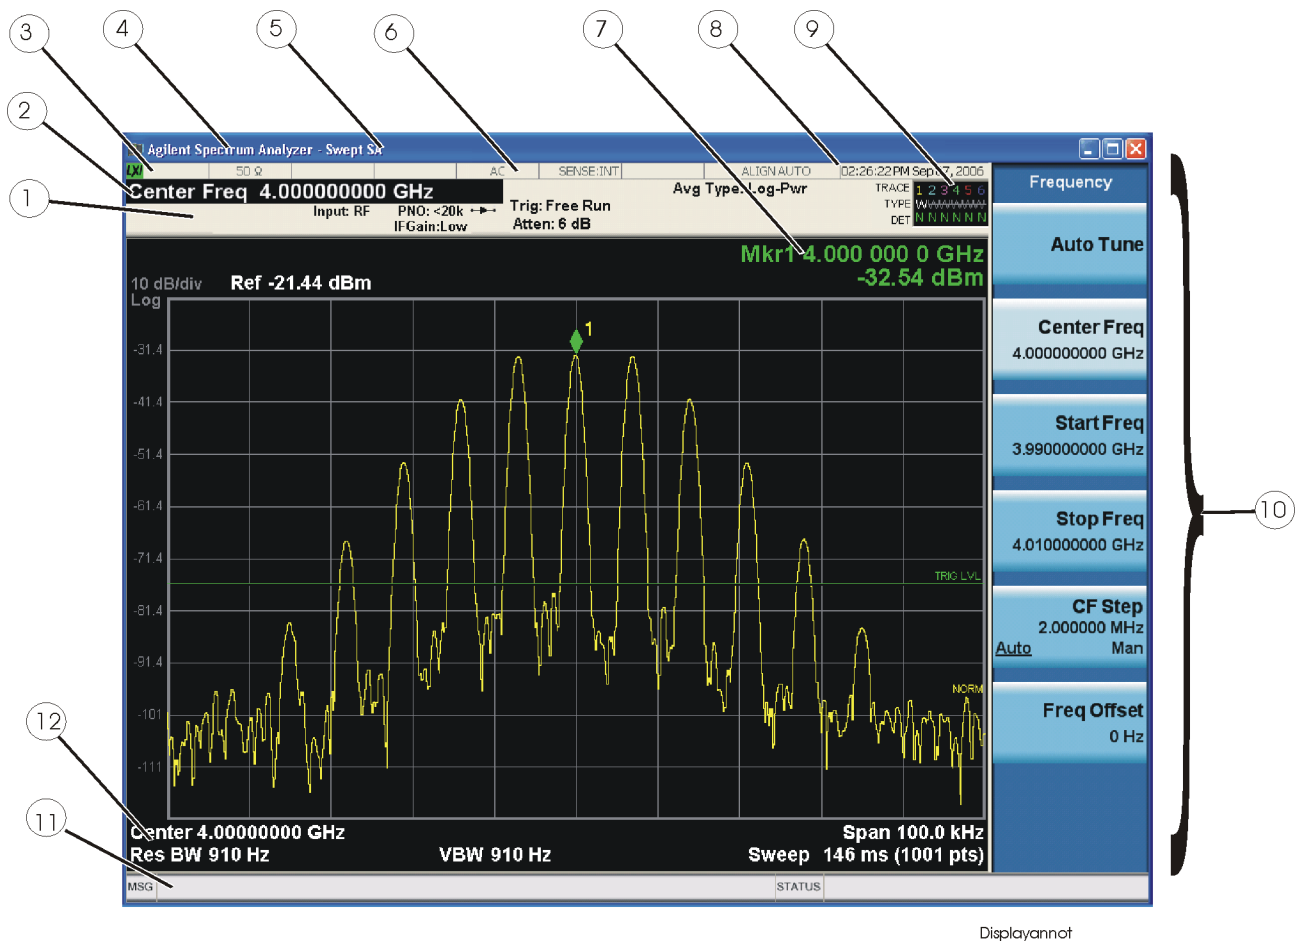 3
4
5
6
7
8
9
2
1
Agilent Spectrum Analyzer - Swept SA
LXI
50 Ω
AC
SENSE:INT
ALIGN AUTO
02:26:22 PM Sep 27, 2006
Center Freq 4.000000000 GHz
Input: RF
PNO: <20k
IFGain:Low
Trig: Free Run
Atten: 6 dB
Avg Type: Log-Pwr
TRACE 1 2 3 4 5 6
TYPE WWWWWW
DET N N N N N N
Mkr1 4.000 000 0 GHz
-32.54 dBm
10 dB/div
Log
Ref -21.44 dBm
1
-31.4
-41.4
-51.4
-61.4
-71.4
TRIG LVL
-81.4
-91.4
NORM
-101
-111
Center 4.00000000 GHz
Span 100.0 kHz
Res BW 910 Hz
VBW 910 Hz
Sweep 146 ms (1001 pts)
MSG
STATUS
Frequency
Auto Tune
Center Freq
4.000000000 GHz
Start Freq
3.990000000 GHz
Stop Freq
4.010000000 GHz
CF Step
2.000000 MHz
Auto Man
Freq Offset
0 Hz
10
12
11
Displayannot